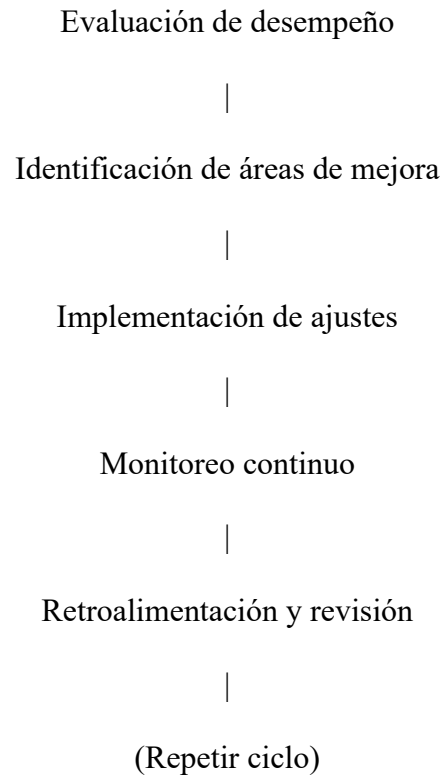 Evaluación de desempeño
|
Identificación de áreas de mejora
|
Implementación de ajustes
|
Monitoreo continuo
|
Retroalimentación y revisión
|
(Repetir ciclo)